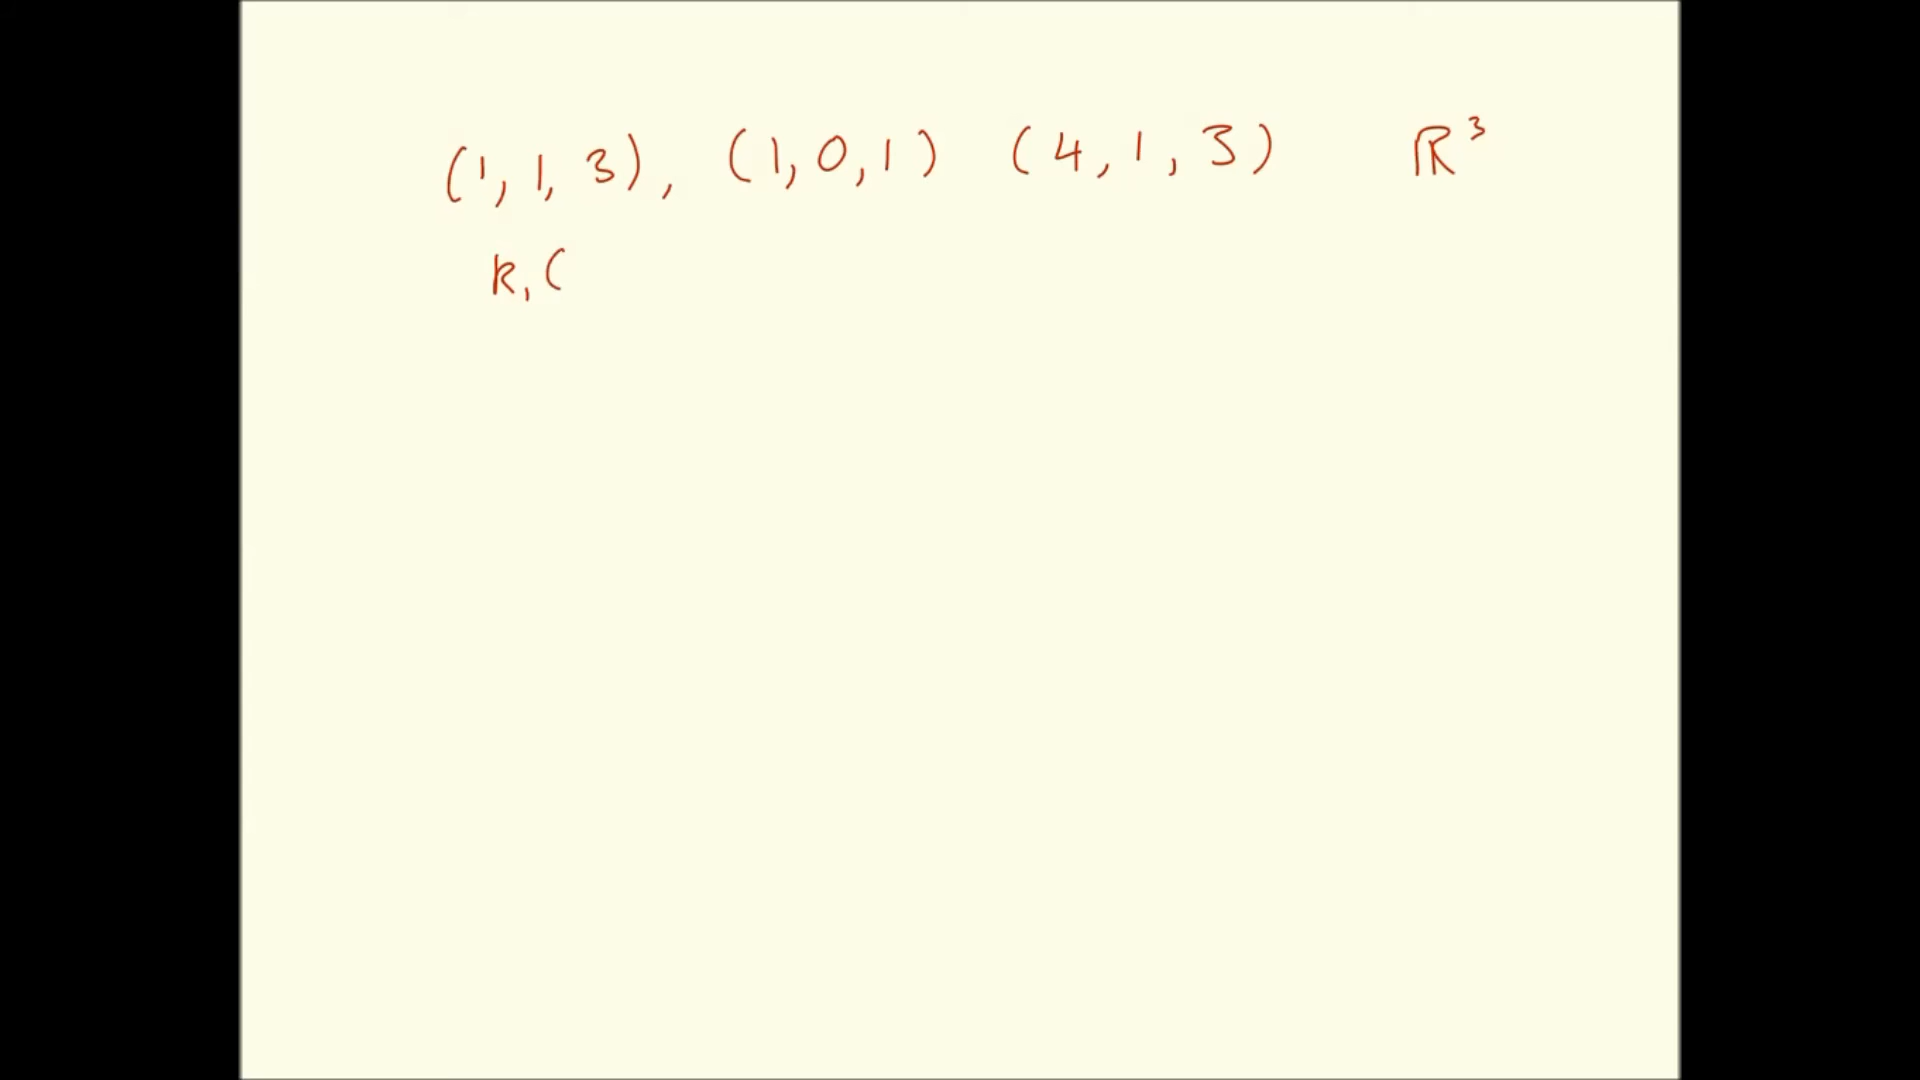 (1, 1, 3), (1, 0, 1) (4, 1, 3) ℝ³
k₁(